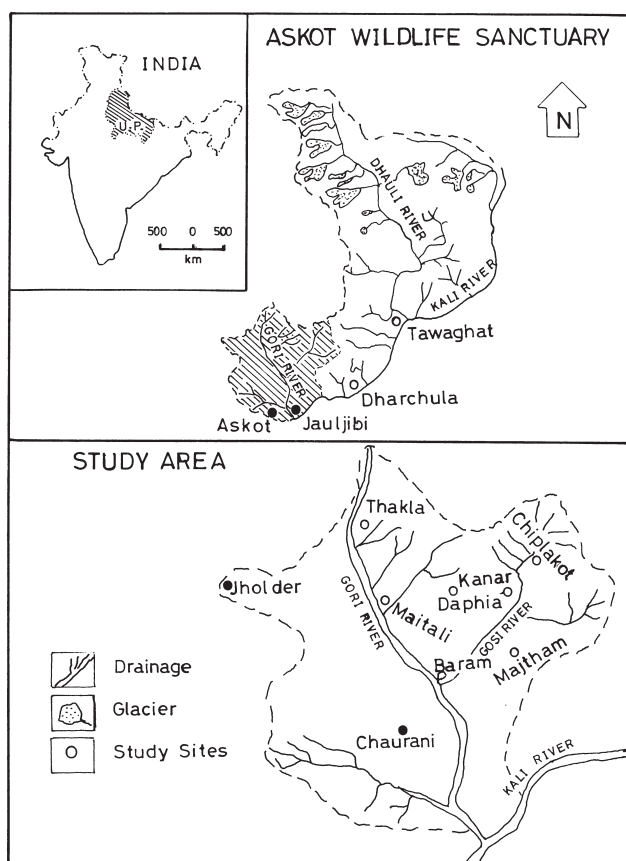 INDIA
U.P.
500 0 500
km
ASKOT WILDLIFE SANCTUARY
N
DHAULI RIVER
KALI RIVER
Tawaghat
GORI-RIVER
Dharchula
Askot
Jauljibi
STUDY AREA
Thakla
Chiplakot
Jholder
Kanar
Daphia
GORI RIVER
Maitali
GOSI RIVER
Majtham
Baram
Drainage
Glacier
Study Sites
Chaurani
KALI RIVER